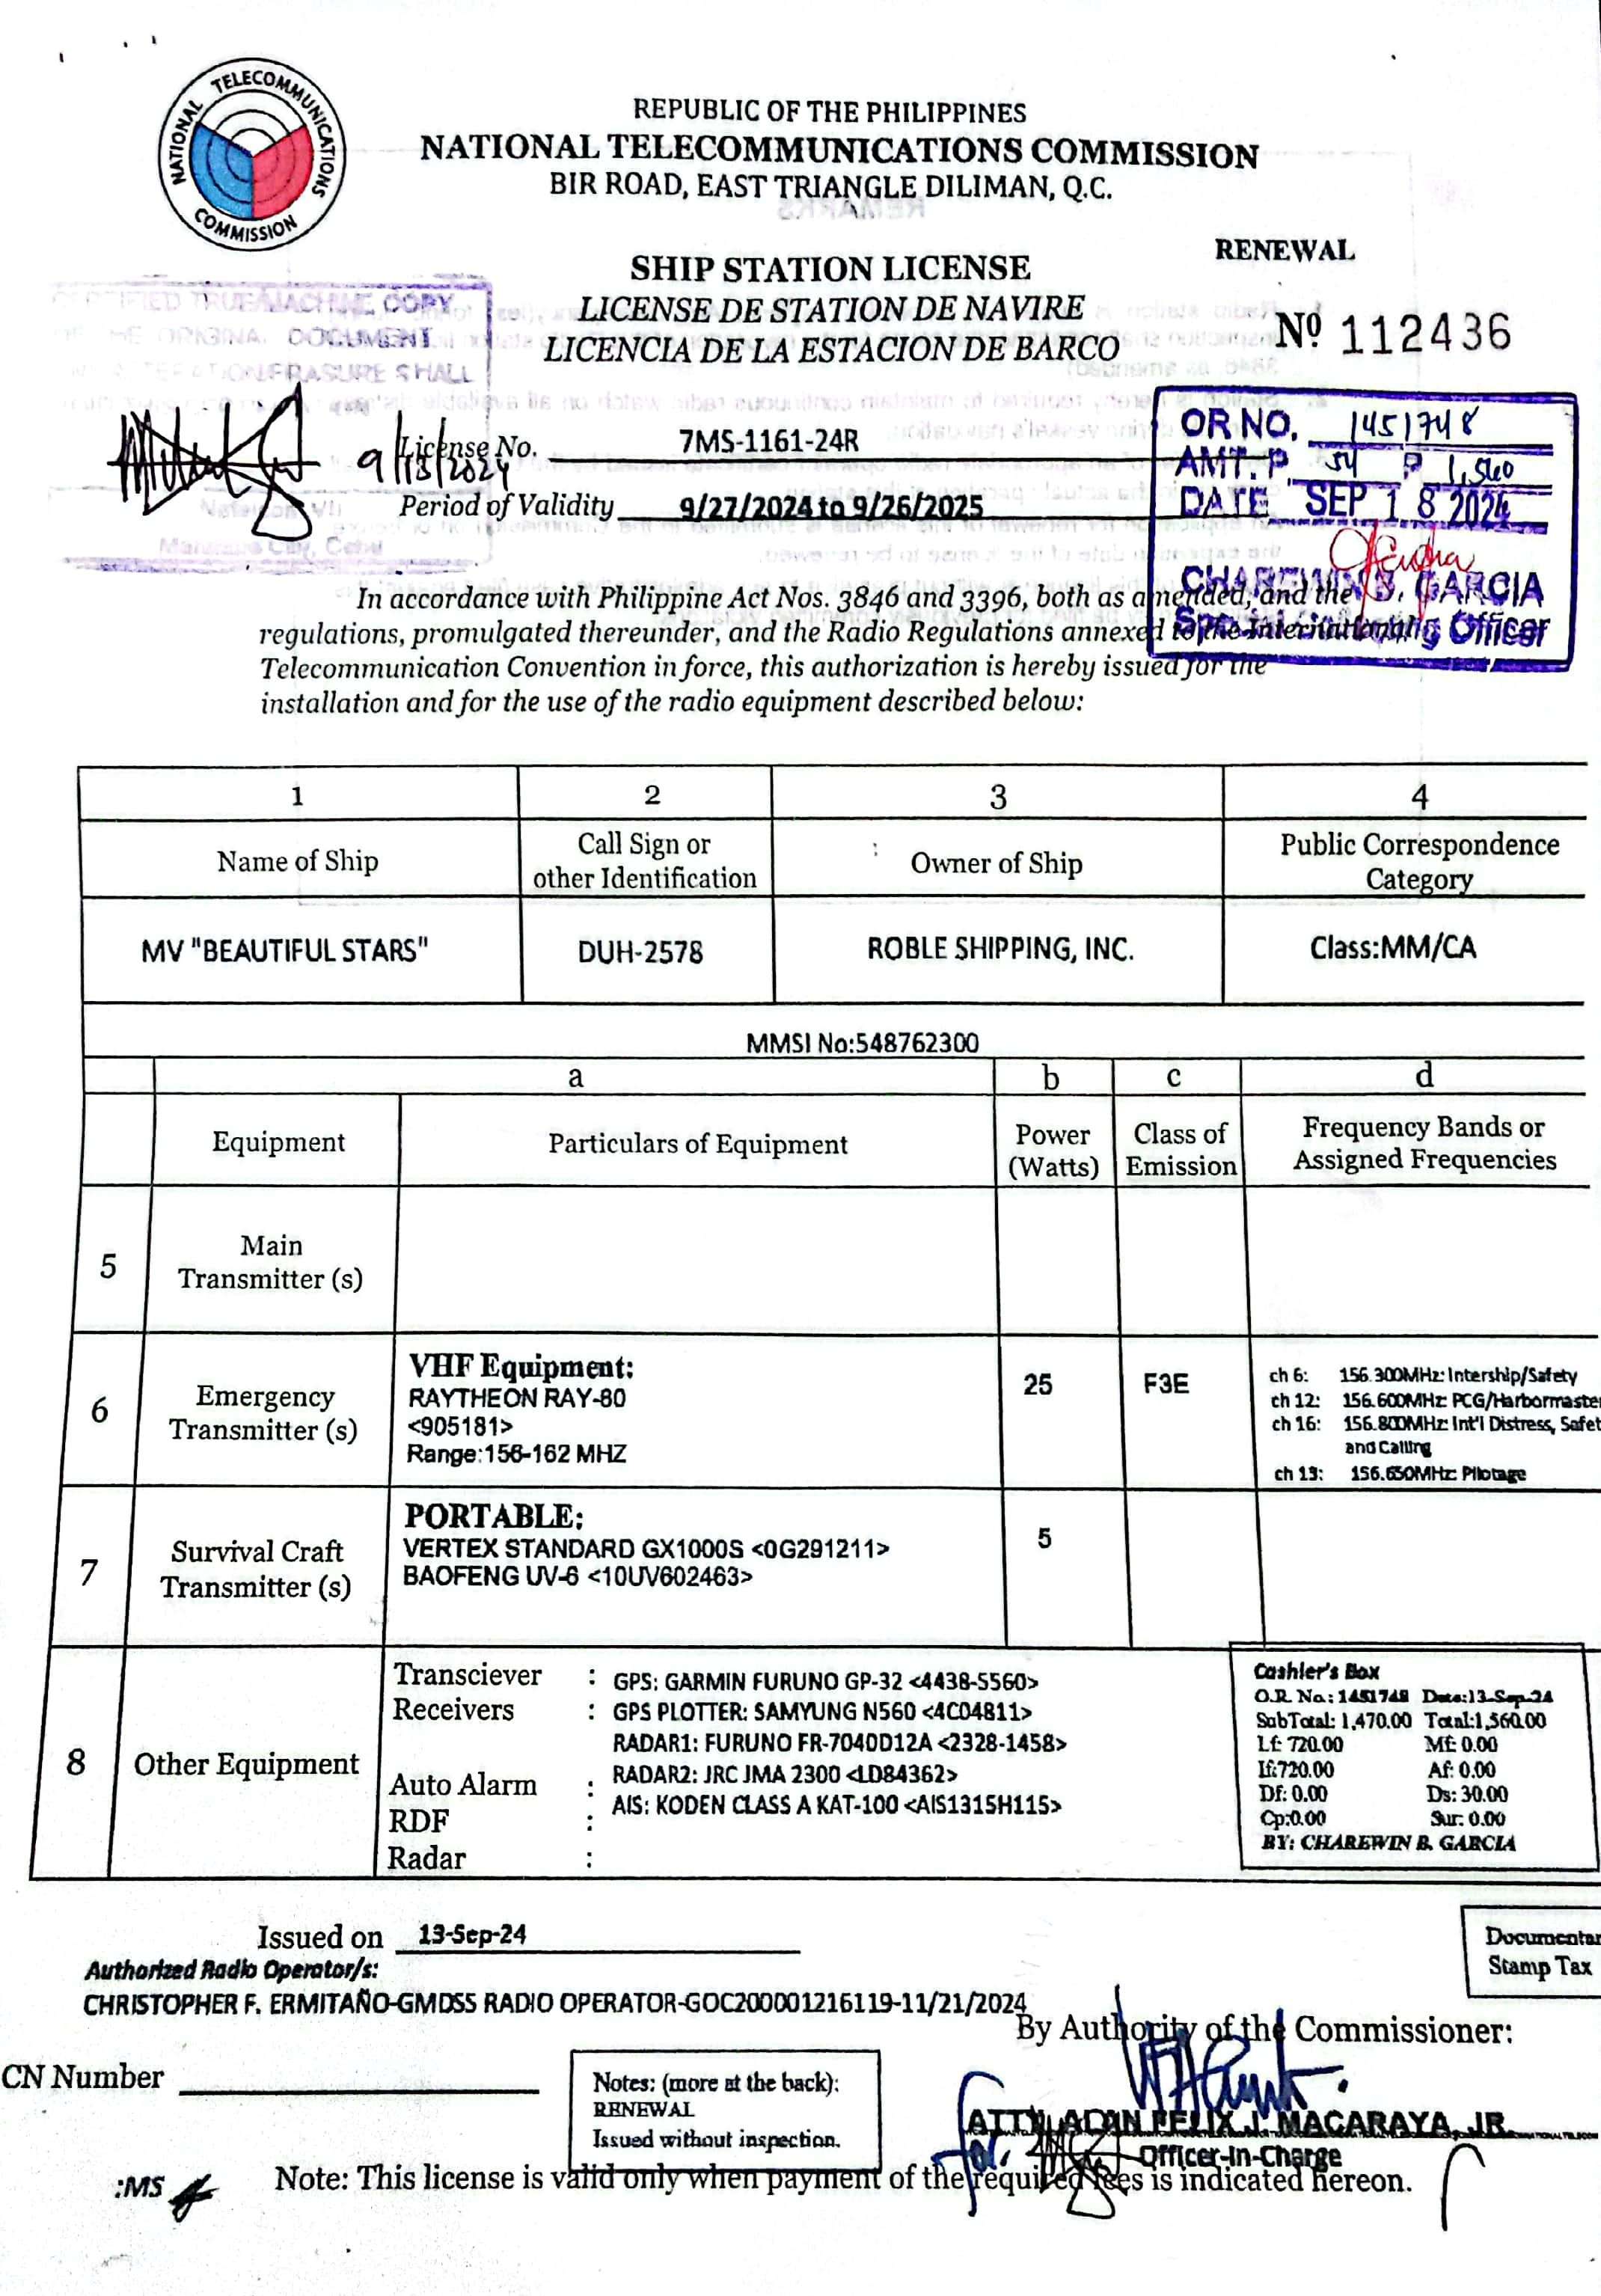 NATIONAL TELECOMMUNICATIONS COMMISSION
REPUBLIC OF THE PHILIPPINES
NATIONAL TELECOMMUNICATIONS COMMISSION
BIR ROAD, EAST TRIANGLE DILIMAN, Q.C.
REMARKS
RENEWAL
SHIP STATION LICENSE
LICENSE DE STATION DE NAVIRE
LICENCIA DE LA ESTACION DE BARCO
Nº 112436
CERTIFIED TRUE MACHINE COPY
ORIGINAL DOCUMENT
ERASURE SHALL
9/13/2024
License No. 7MS-1161-24R
Period of Validity 9/27/2024 to 9/26/2025
OR NO. 1451748
AMT. P 1,560
DATE SEP 18 2024
CHAREWIN B. GARCIA
Special Collecting Officer
In accordance with Philippine Act Nos. 3846 and 3396, both as amended, and the
regulations, promulgated thereunder, and the Radio Regulations annexed to the International
Telecommunication Convention in force, this authorization is hereby issued for the
installation and for the use of the radio equipment described below:
1 2 3 4
Name of Ship
Call Sign or
other Identification
Owner of Ship
Public Correspondence
Category
MV "BEAUTIFUL STARS" DUH-2578 ROBLE SHIPPING, INC. Class:MM/CA
MMSI No:548762300
a b c d
Equipment
Particulars of Equipment
Power
(Watts)
Class of
Emission
Frequency Bands or
Assigned Frequencies
5
Main
Transmitter (s)
6
Emergency
Transmitter (s)
VHF Equipment:
RAYTHEON RAY-80
<905181>
Range:156-162 MHZ
25
F3E
ch 6: 156.300MHz: Intership/Safety
ch 12: 156.600MHz: PCG/Harbormaste
ch 16: 156.800MHz: Int'l Distress, Safet
and Calling
ch 13: 156.650MHz: Pilotage
7
Survival Craft
Transmitter (s)
PORTABLE:
VERTEX STANDARD GX1000S <0G291211>
BAOFENG UV-6 <10UV602463>
5
8
Other Equipment
Transciever : GPS: GARMIN FURUNO GP-32 <4438-5560>
Receivers : GPS PLOTTER: SAMYUNG N560 <4C04811>
RADAR1: FURUNO FR-7040D12A <2328-1458>
Auto Alarm : RADAR2: JRC JMA 2300 <LD84362>
RDF : AIS: KODEN CLASS A KAT-100 <AIS1315H115>
Radar :
Cashier's Box
O.R. No.: 1451748 Date:13-Sep-24
SubTotal: 1,470.00 Total:1,560.00
Lf: 720.00 Mf: 0.00
If:720.00 Af: 0.00
Df: 0.00 Ds: 30.00
Cp:0.00 Sur: 0.00
BY: CHAREWIN B. GARCIA
Issued on 13-Sep-24
Documentar
Stamp Tax
Authorized Radio Operator/s:
CHRISTOPHER F. ERMITAÑO-GMDSS RADIO OPERATOR-GOC200001216119-11/21/2024
By Authority of the Commissioner:
CN Number
Notes: (more at the back):
RENEWAL
Issued without inspection.
ATTY. ADAN FELIX J. MACARAYA, JR.
for:
Officer-In-Charge
:MS
Note: This license is valid only when payment of the required fees is indicated hereon.